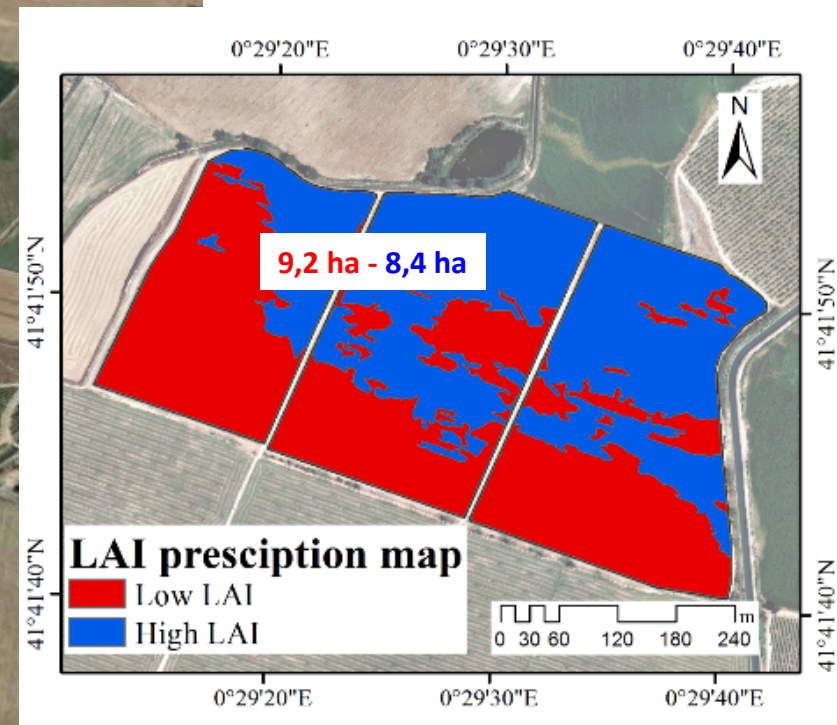 0°29'20"E 0°29'30"E 0°29'40"E
N
41°41'50"N 41°41'50"N
9,2 ha - 8,4 ha
LAI presciption map
Low LAI
High LAI
41°41'40"N 41°41'40"N
m
0 30 60 120 180 240
0°29'20"E 0°29'30"E 0°29'40"E